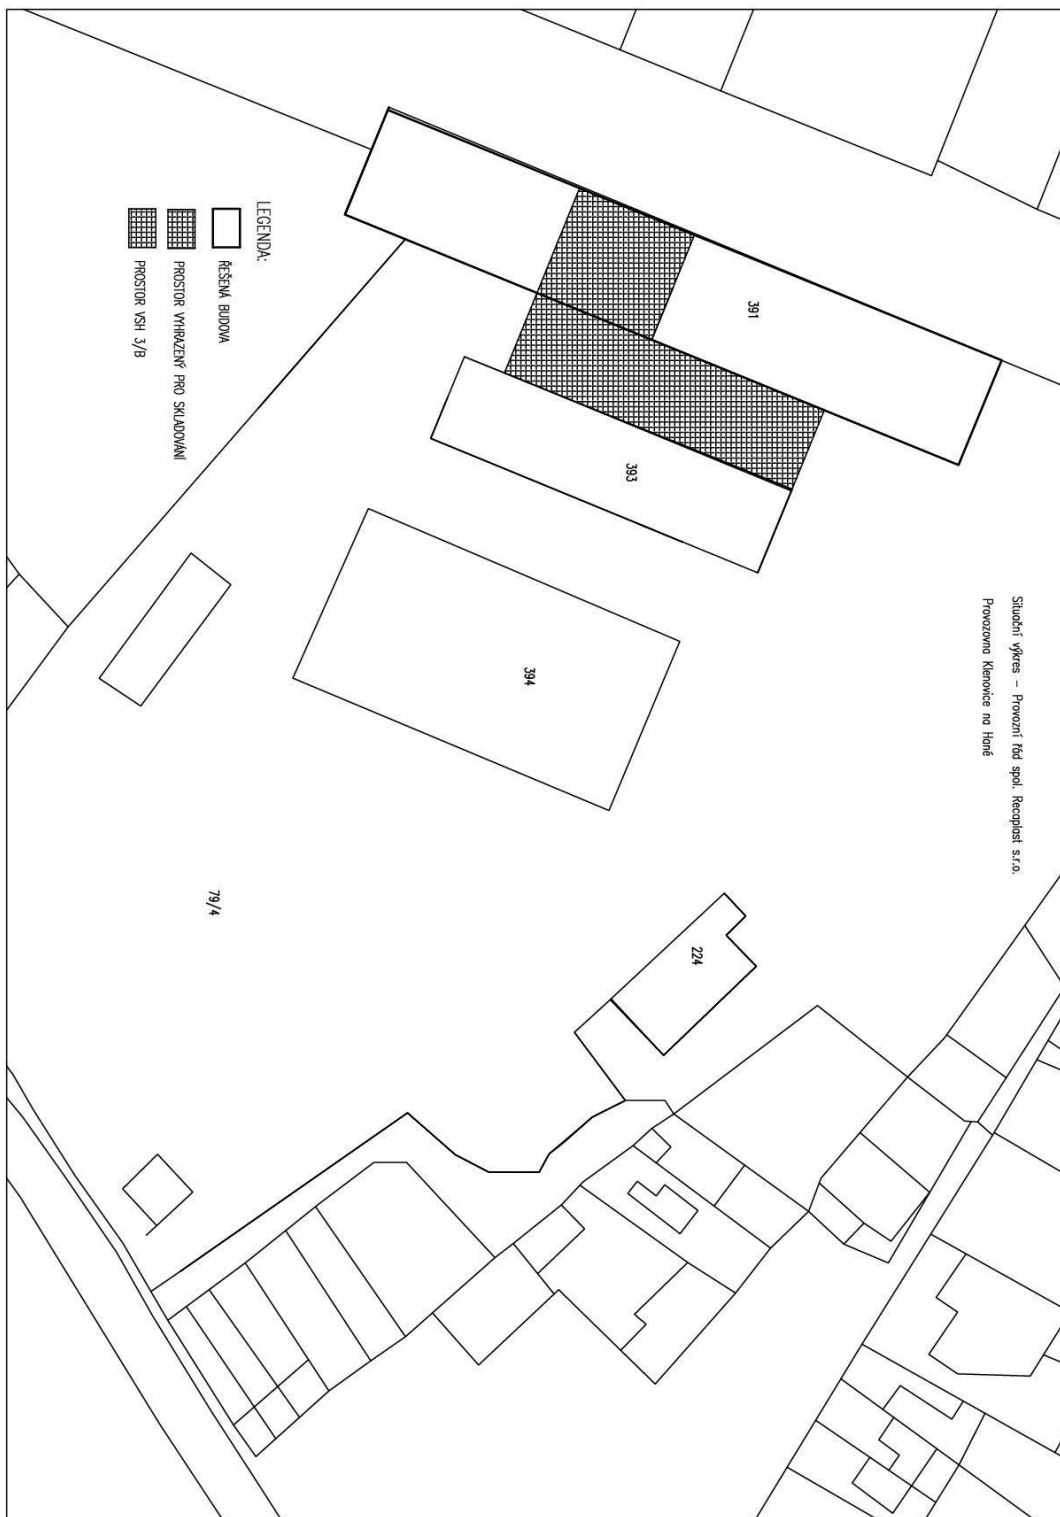 Situační výkres – Provozní řád spol. Recaplast s.r.o.
Provozovna Klenovice na Hané
391
393
394
224
79/4
LEGENDA:
ŘEŠENÁ BUDOVA
PROSTOR VYHRAZENÝ PRO SKLADOVÁNÍ
PROSTOR VSH 3/B